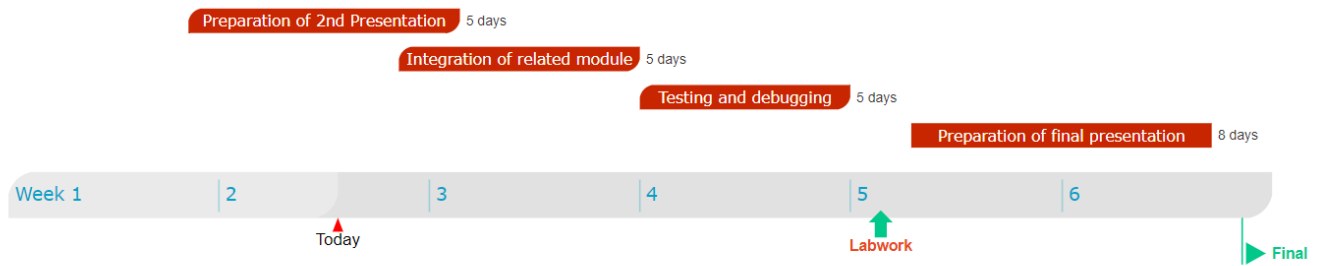 Preparation of 2nd Presentation 5 days
Integration of related module 5 days
Testing and debugging 5 days
Preparation of final presentation 8 days
Week 1 2 3 4 5 6
Today
Labwork
Final